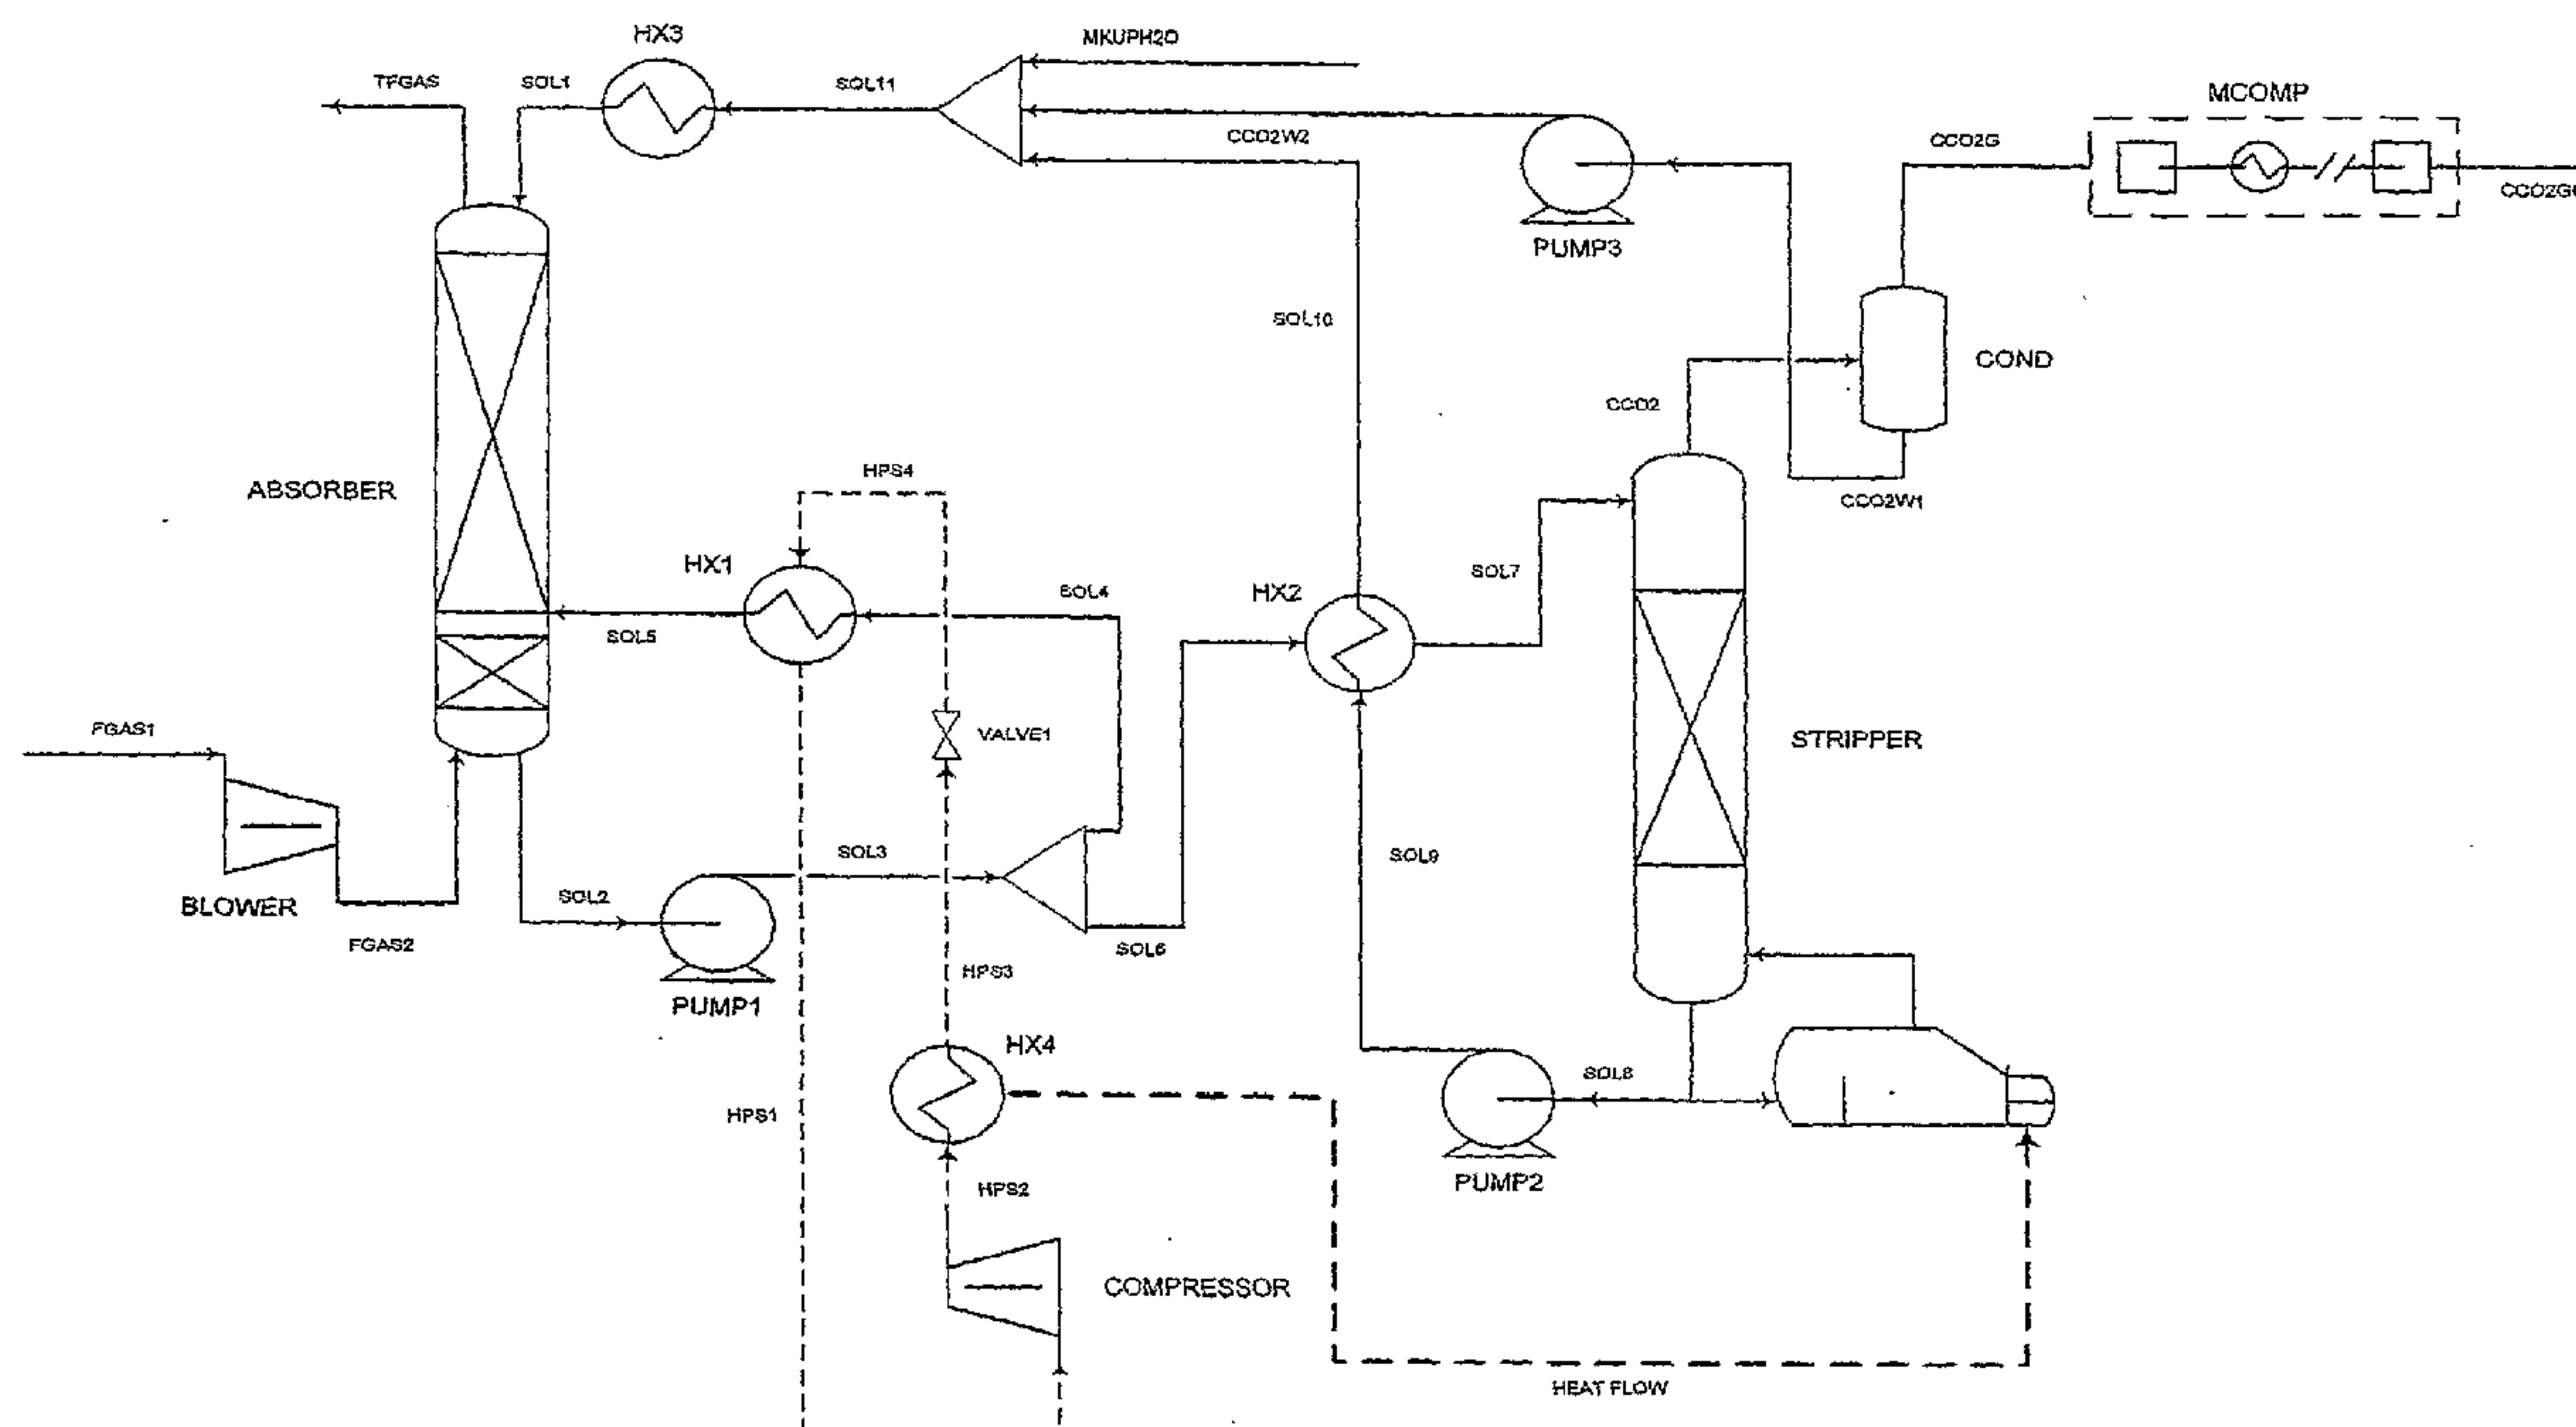 HX3
MKUPH2O
TFGAS
SOL1
SOL11
MCOMP
CCO2W2
CCO2G
PUMP3
SOL10
COND
CCO2
HPS4
ABSORBER
CCO2W1
HX1
SOL4
HX2
SOL7
SOL5
FGAS1
VALVE1
STRIPPER
SOL3
SOL9
BLOWER
SOL2
FGAS2
SOL6
HPS3
PUMP1
HX4
SOL8
HPS1
HPS2
PUMP2
COMPRESSOR
HEAT FLOW